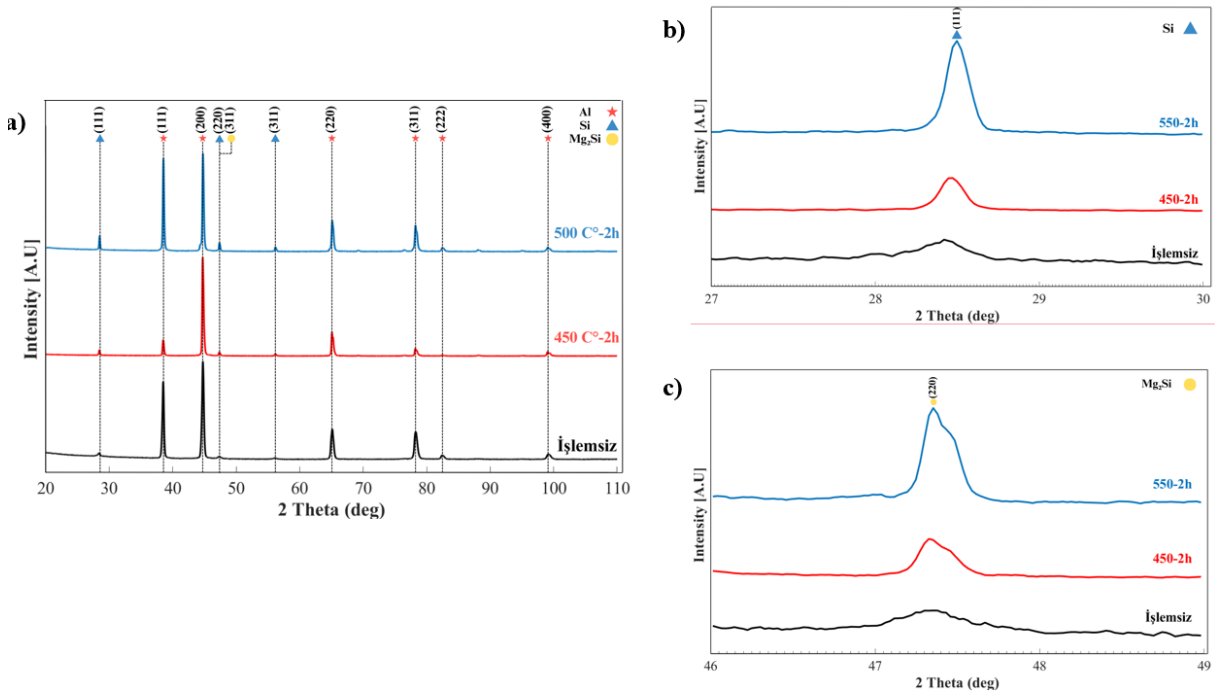 a)
(111)
(111)
(200)
(220)
(311)
(311)
(220)
(311)
(222)
(400)
Al
Si
Mg₂Si
500 C°-2h
450 C°-2h
İşlemsiz
Intensity [A.U
20 30 40 50 60 70 80 90 100 110
2 Theta (deg)
b)
(111)
Si
550-2h
450-2h
İşlemsiz
Intensity [A.U]
27 28 29 30
2 Theta (deg)
c)
(220)
Mg₂Si
550-2h
450-2h
İşlemsiz
Intensity [A.U]
46 47 48 49
2 Theta (deg)